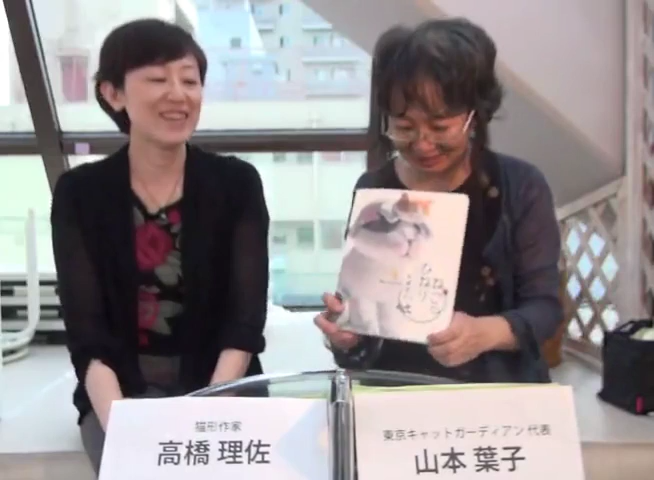 猫形作家
高橋 理佐
東京キャットガーディアン 代表
山本 葉子